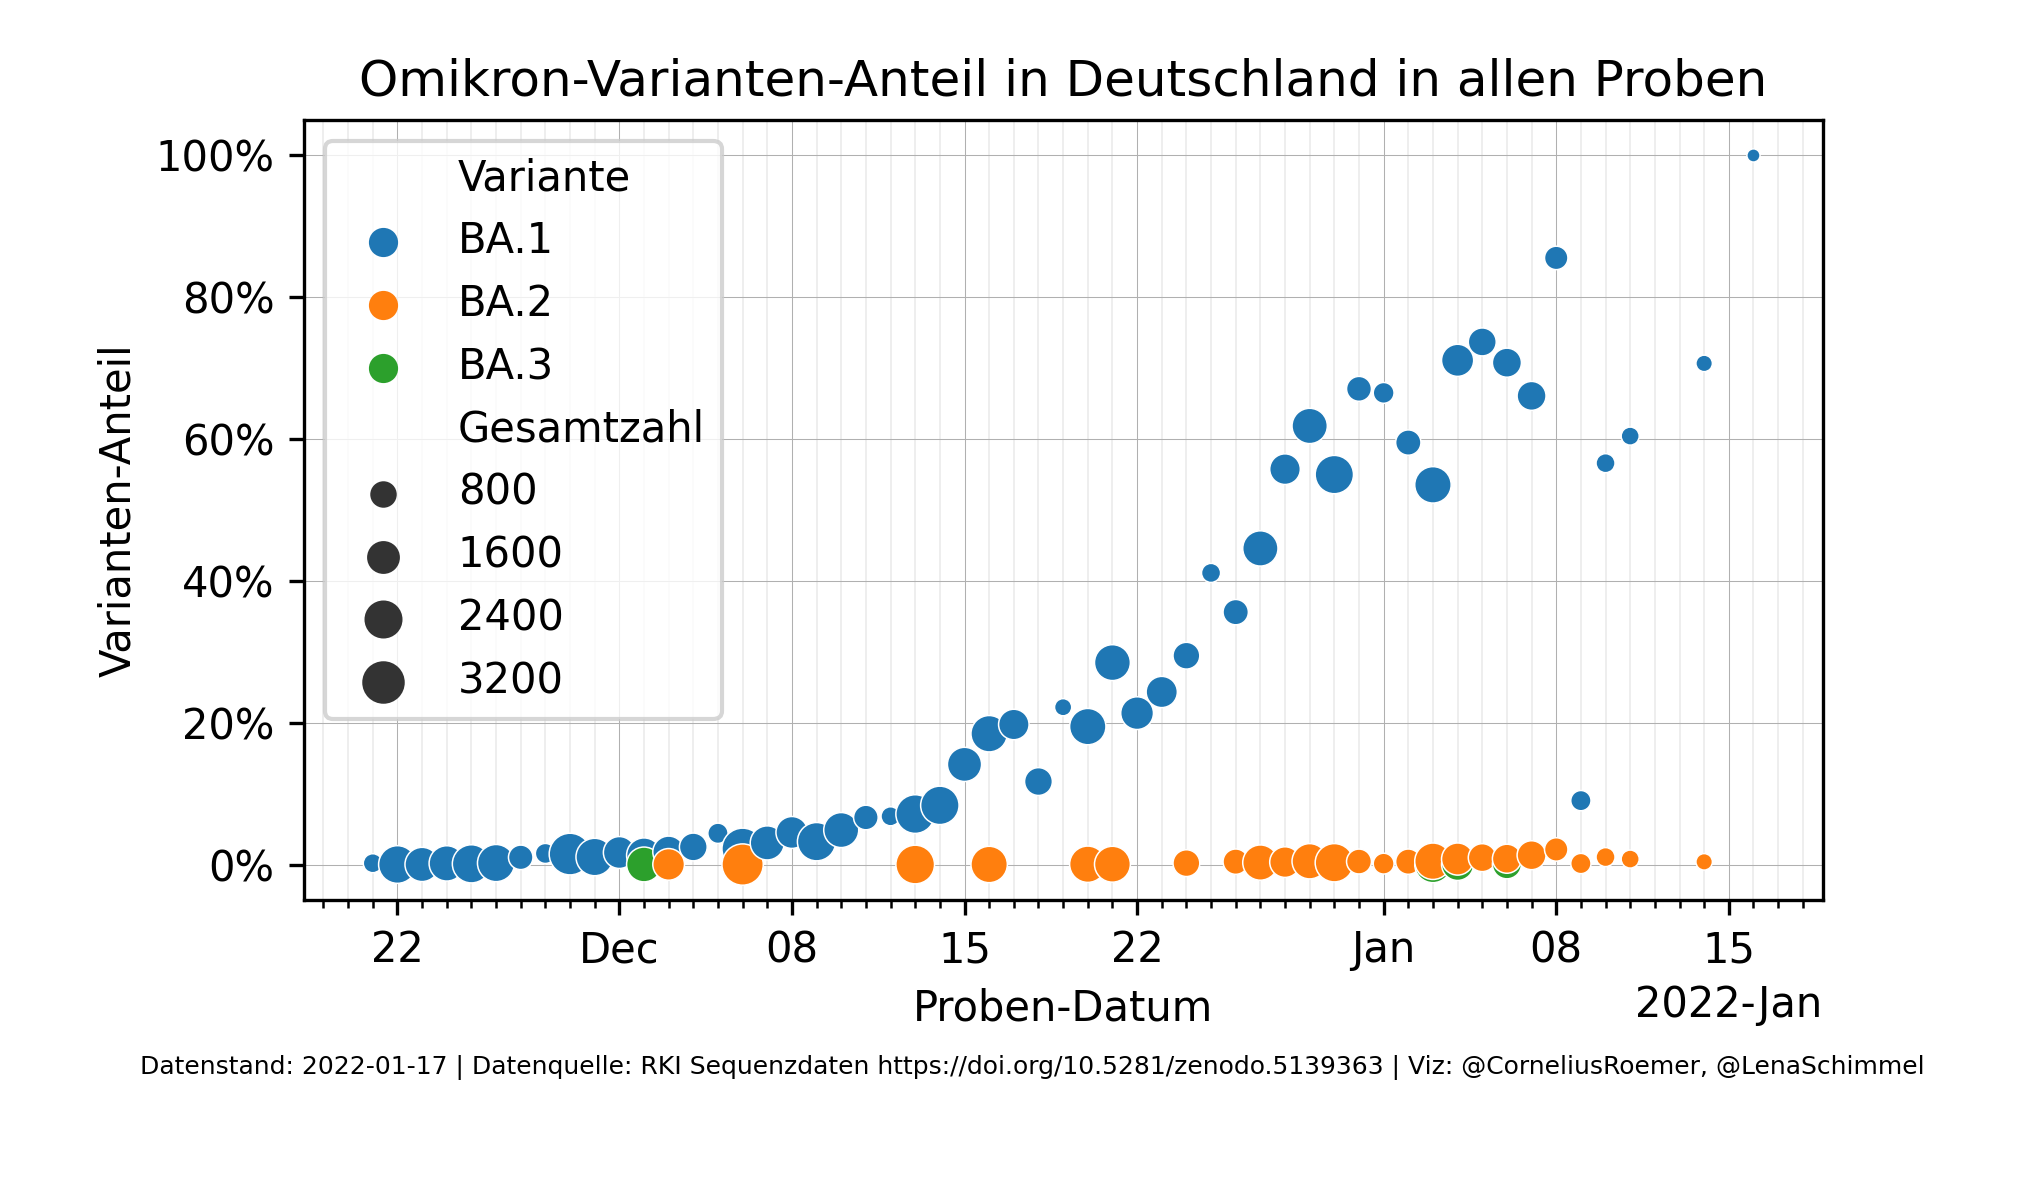 Omikron-Varianten-Anteil in Deutschland in allen Proben
Varianten-Anteil
100%
80%
60%
40%
20%
0%
Variante
BA.1
BA.2
BA.3
Gesamtzahl
800
1600
2400
3200
22
Dec
08
15
22
Jan
08
15
Proben-Datum
2022-Jan
Datenstand: 2022-01-17 | Datenquelle: RKI Sequenzdaten https://doi.org/10.5281/zenodo.5139363 | Viz: @CorneliusRoemer, @LenaSchimmel